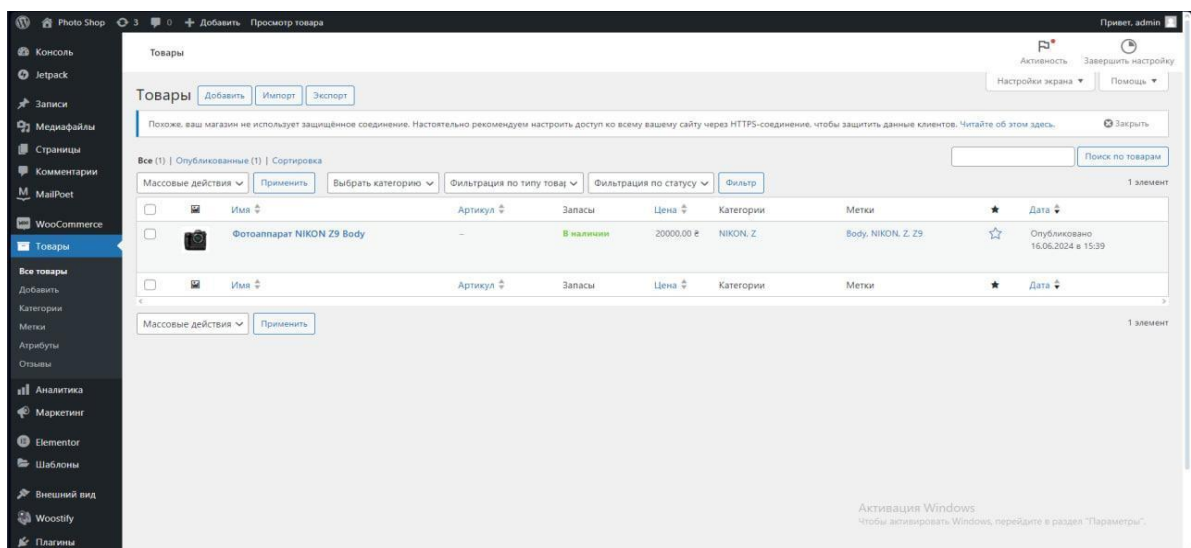 Photo Shop 3 0 Добавить Просмотр товара Привет, admin
Консоль
Jetpack
Записи
Медиафайлы
Страницы
Комментарии
MailPoet
WooCommerce
Товары
Все товары
Добавить
Категории
Метки
Атрибуты
Отзывы
Аналитика
Маркетинг
Elementor
Шаблоны
Внешний вид
Woostify
Плагины
Товары
Активность Завершить настройку
Настройки экрана ▼ Помощь ▼
Товары Добавить Импорт Экспорт
Похоже, ваш магазин не использует защищённое соединение. Настоятельно рекомендуем настроить доступ ко всему вашему сайту через HTTPS-соединение, чтобы защитить данные клиентов. Читайте об этом здесь. Закрыть
Все (1) | Опубликованные (1) | Сортировка Поиск по товарам
Массовые действия Применить Выбрать категорию Фильтрация по типу товар Фильтрация по статусу Фильтр 1 элемент
Имя Артикул Запасы Цена Категории Метки Дата
Фотоаппарат NIKON Z9 Body – В наличии 20000,00 ₴ NIKON, Z Body, NIKON, Z, Z9 Опубликовано
16.06.2024 в 15:39
Имя Артикул Запасы Цена Категории Метки Дата
Массовые действия Применить 1 элемент
Активация Windows
Чтобы активировать Windows, перейдите в раздел "Параметры".